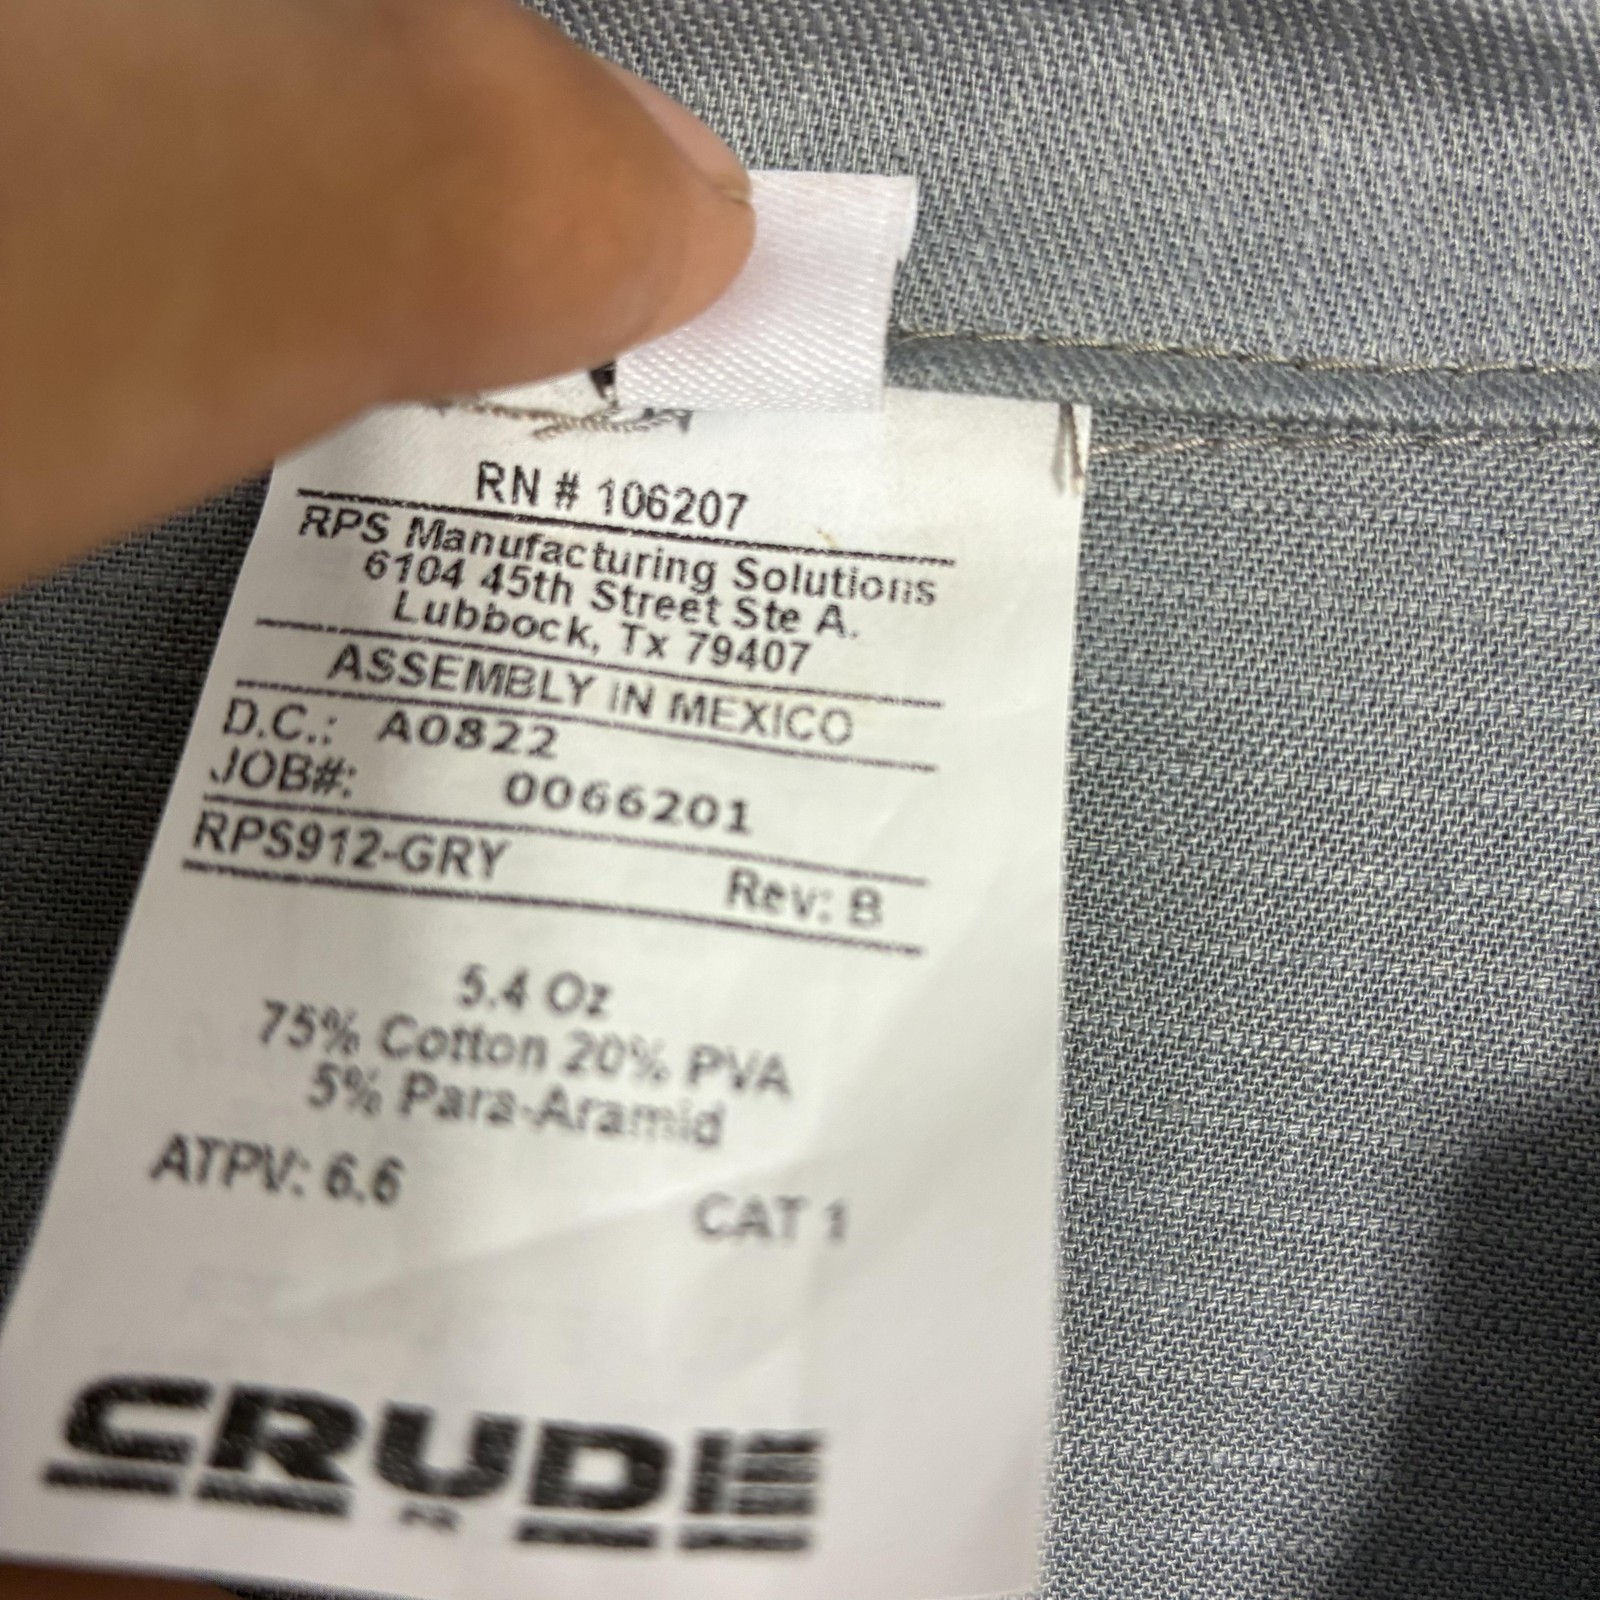 RN # 106207
RPS Manufacturing Solutions
6104 45th Street Ste A.
Lubbock, Tx 79407
ASSEMBLY IN MEXICO
D.C.: A0822
JOB#: 0066201
RPS912-GRY Rev: B
5.4 Oz
75% Cotton 20% PVA
5% Para-Aramid
ATPV: 6.6 CAT 1
CRUDE
FR